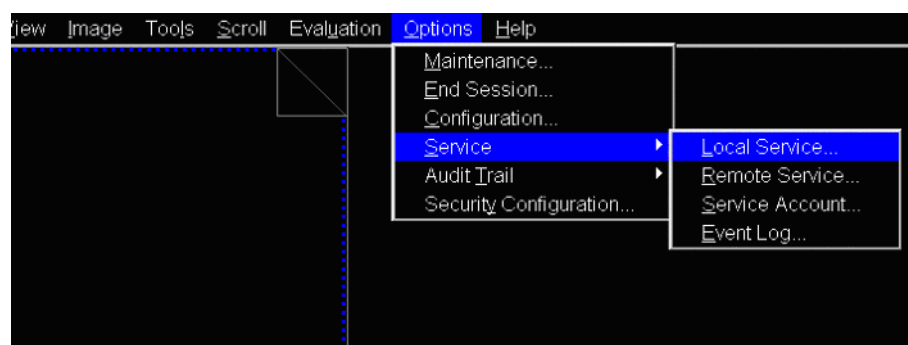 iew Image Tools Scroll Evaluation Options Help
Maintenance...
End Session...
Configuration...
Service
Audit Trail
Security Configuration...
Local Service...
Remote Service...
Service Account...
Event Log...